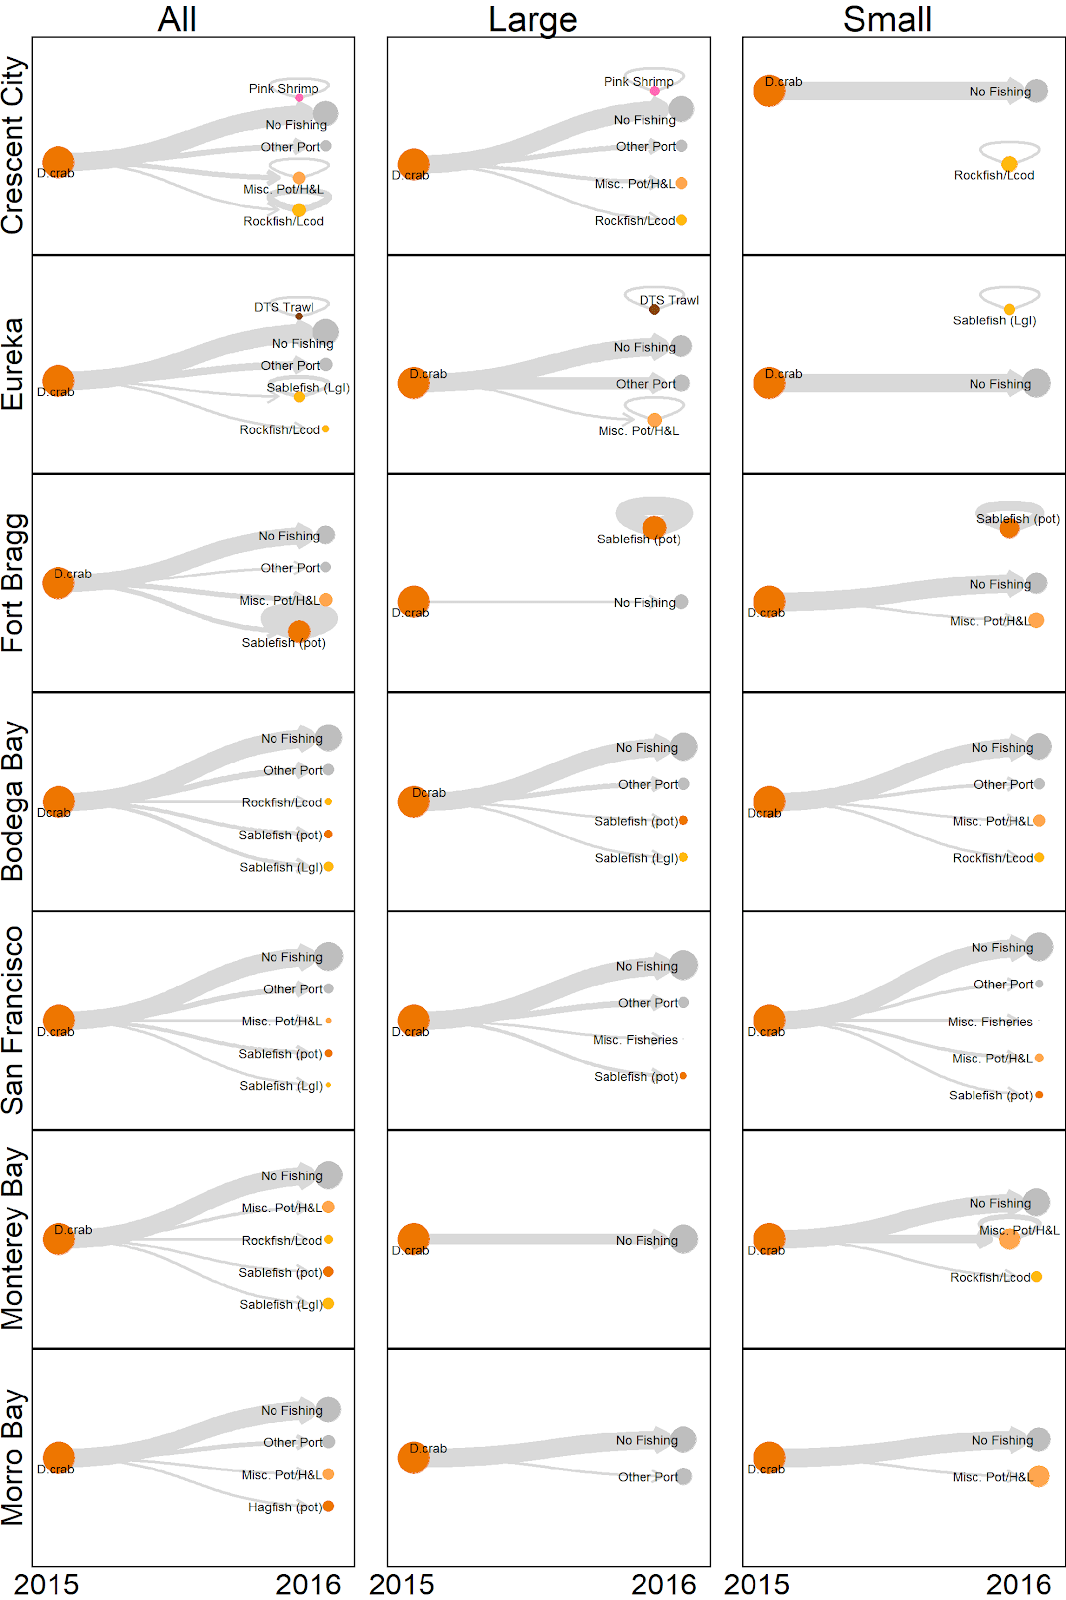 All Large Small
Crescent City
Pink Shrimp
No Fishing
Other Port
D.crab
Misc. Pot/H&L
Rockfish/Lcod
Pink Shrimp
No Fishing
Other Port
D.crab
Misc. Pot/H&L
Rockfish/Lcod
D.crab
No Fishing
Rockfish/Lcod
Eureka
DTS Trawl
No Fishing
Other Port
D.crab
Sablefish (Lgl)
Rockfish/Lcod
DTS Trawl
No Fishing
D.crab
Other Port
Misc. Pot/H&L
Sablefish (Lgl)
D.crab
No Fishing
Fort Bragg
No Fishing
Other Port
D.crab
Misc. Pot/H&L
Sablefish (pot)
Sablefish (pot)
No Fishing
D.crab
Sablefish (pot)
No Fishing
D.crab
Misc. Pot/H&L
Bodega Bay
No Fishing
Other Port
Rockfish/Lcod
Dcrab
Sablefish (pot)
Sablefish (Lgl)
No Fishing
Other Port
Dcrab
Sablefish (pot)
Sablefish (Lgl)
No Fishing
Other Port
Dcrab
Misc. Pot/H&L
Rockfish/Lcod
San Francisco
No Fishing
Other Port
Misc. Pot/H&L
D.crab
Sablefish (pot)
Sablefish (Lgl)
No Fishing
Other Port
D.crab
Misc. Fisheries
Sablefish (pot)
No Fishing
Other Port
Misc. Fisheries
D.crab
Misc. Pot/H&L
Sablefish (pot)
Monterey Bay
No Fishing
Misc. Pot/H&L
D.crab
Rockfish/Lcod
Sablefish (pot)
Sablefish (Lgl)
No Fishing
D.crab
No Fishing
Misc. Pot/H&L
D.crab
Rockfish/Lcod
Morro Bay
No Fishing
Other Port
D.crab
Misc. Pot/H&L
Hagfish (pot)
No Fishing
D.crab
Other Port
No Fishing
D.crab
Misc. Pot/H&L
2015 2016 2015 2016 2015 2016